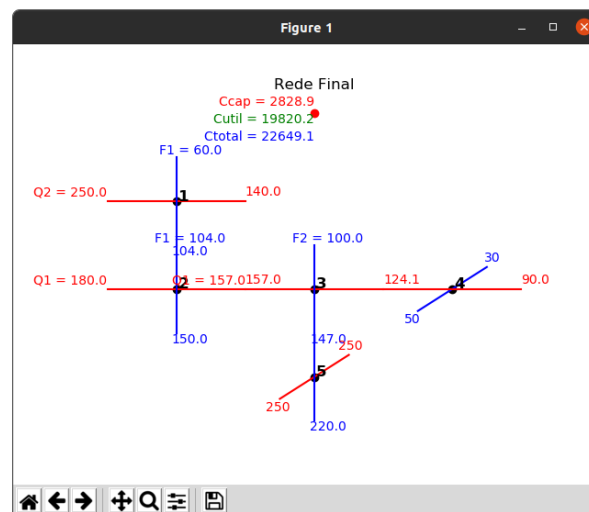 Figure 1
Rede Final
Ccap = 2828.9
Cutil = 19820.2
Ctotal = 22649.1
F1 = 60.0
Q2 = 250.0
1
140.0
F1 = 104.0
104.0
F2 = 100.0
30
Q1 = 180.0
2
Q1 = 157.0
157.0
3
124.1
4
90.0
50
150.0
147.0
250
5
250
220.0